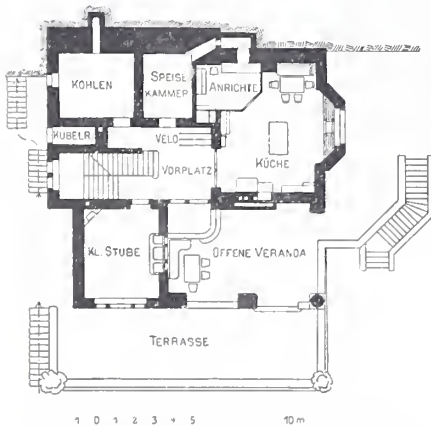 KOHLEN
SPEISE
KAMMER
ANRICHTE
KÜBELR.
VELO
KÜCHE
VORPLATZ
KL. STUBE
OFFENE VERANDA
TERRASSE
1 0 1 2 3 4 5 10 m